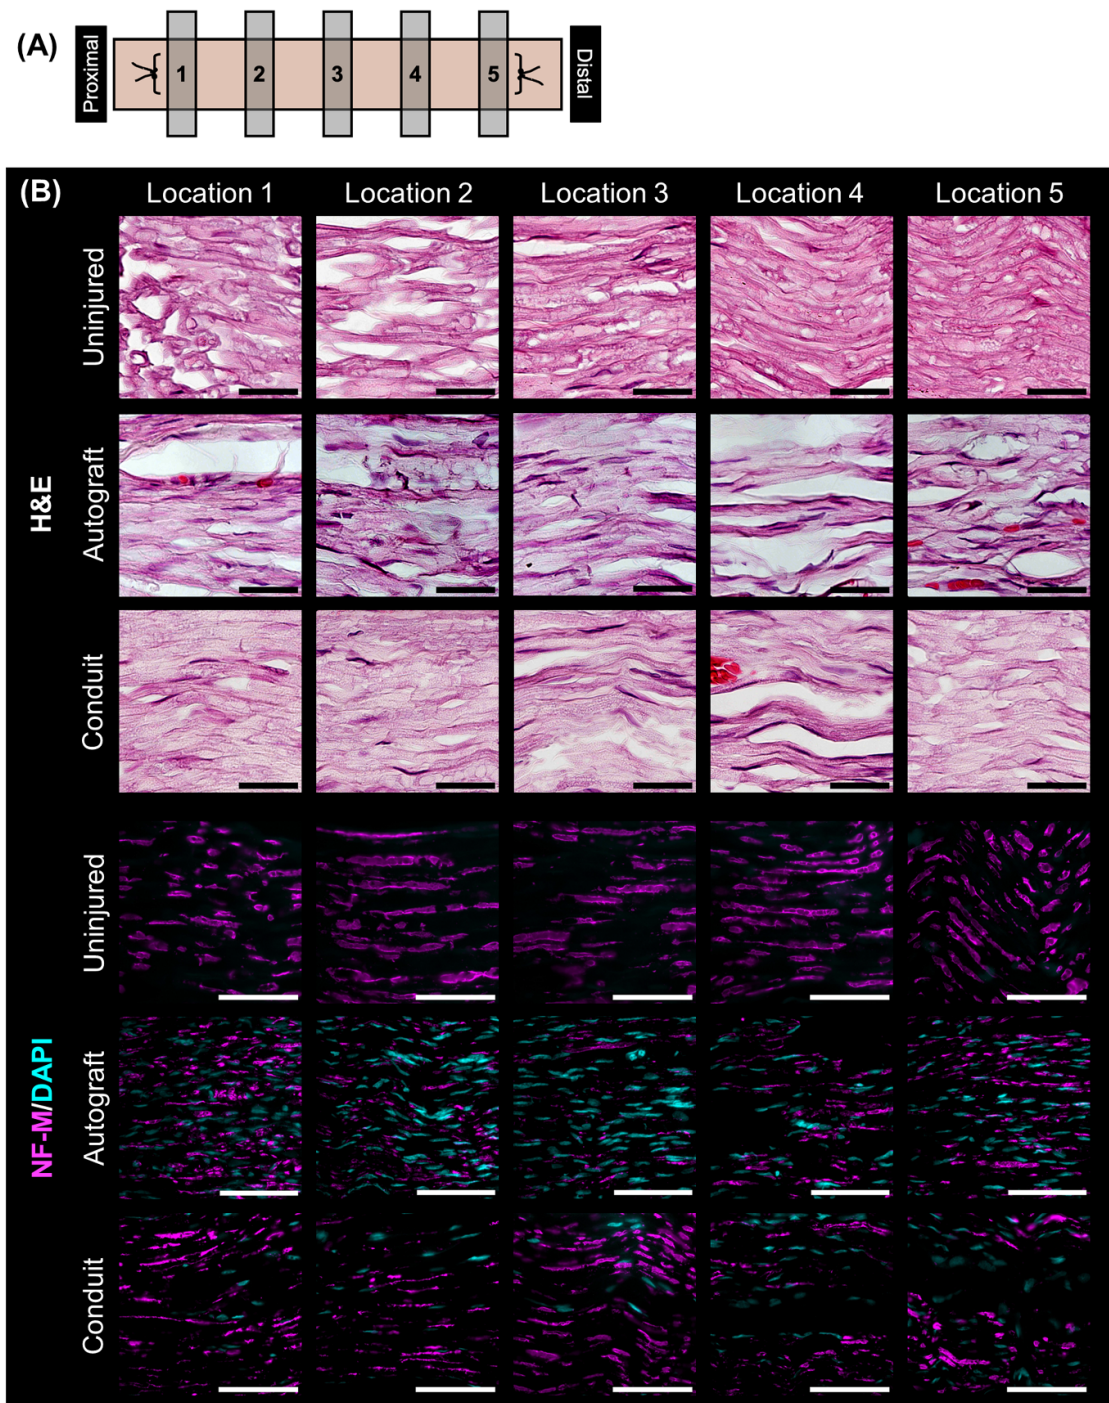 (A)
Proximal
1
2
3
4
5
Distal
(B)
Location 1
Location 2
Location 3
Location 4
Location 5
H&E
Uninjured
Autograft
Conduit
NF-M/DAPI
Uninjured
Autograft
Conduit